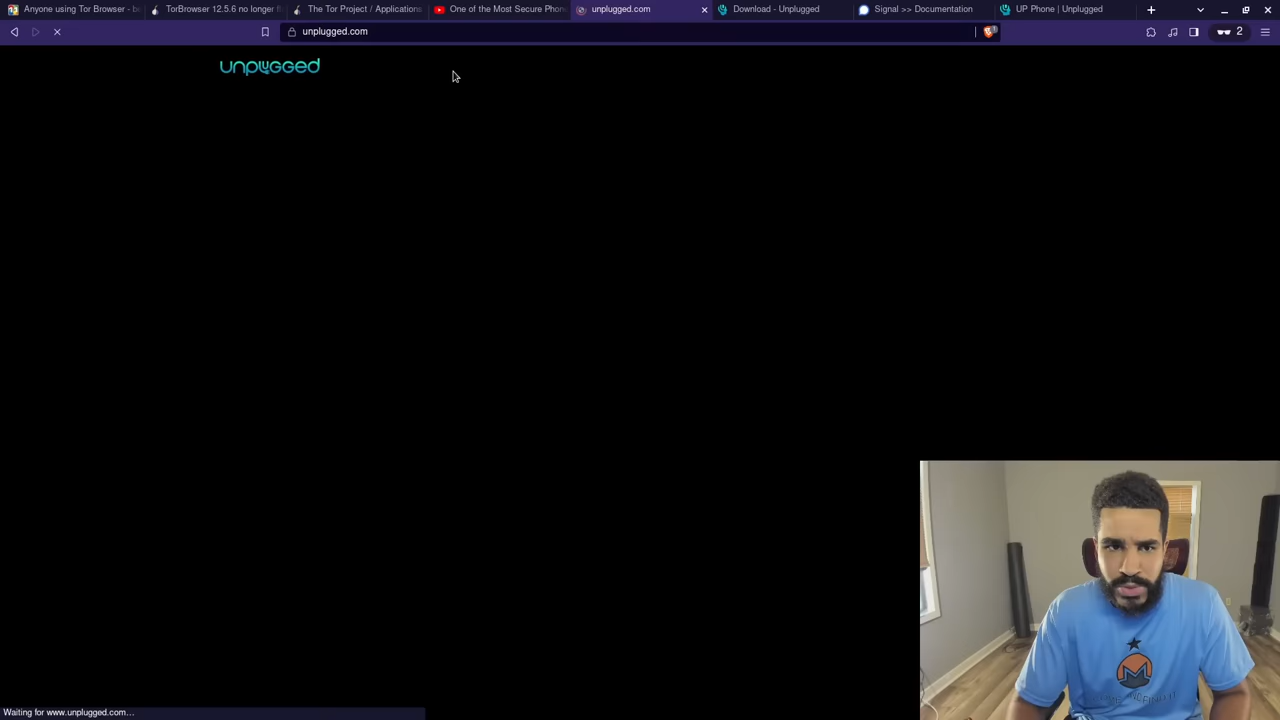 Anyone using Tor Browser - b
TorBrowser 12.5.6 no longer
The Tor Project / Applications
One of the Most Secure Phon
unplugged.com
Download - Unplugged
Signal >> Documentation
UP Phone | Unplugged
unplugged.com
2
unplugged
Waiting for www.unplugged.com…